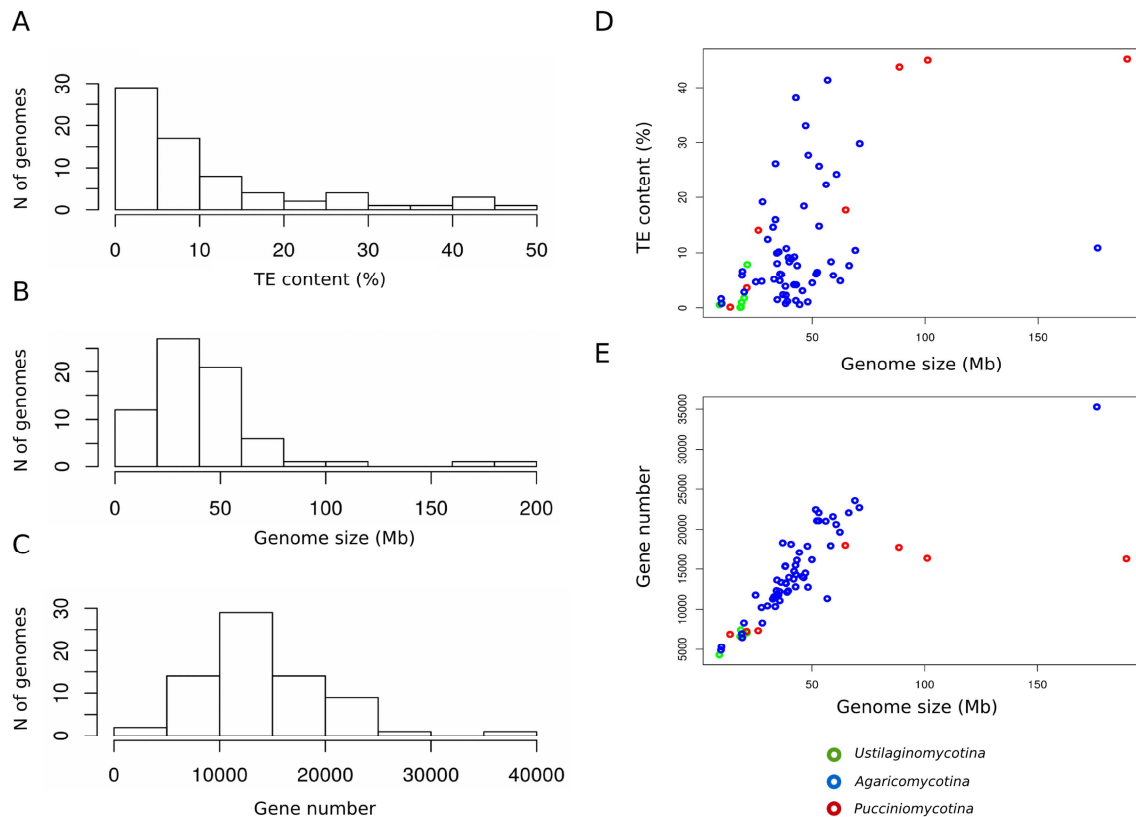 A
N of genomes
0 10 20 30
0 10 20 30 40 50
TE content (%)
B
N of genomes
0 10 20
0 50 100 150 200
Genome size (Mb)
C
N of genomes
0 10 20 30
0 10000 20000 30000 40000
Gene number
D
TE content (%)
0 10 20 30 40
50 100 150
Genome size (Mb)
E
Gene number
5000 10000 15000 20000 25000 30000 35000
50 100 150
Genome size (Mb)
Ustilaginomycotina
Agaricomycotina
Pucciniomycotina